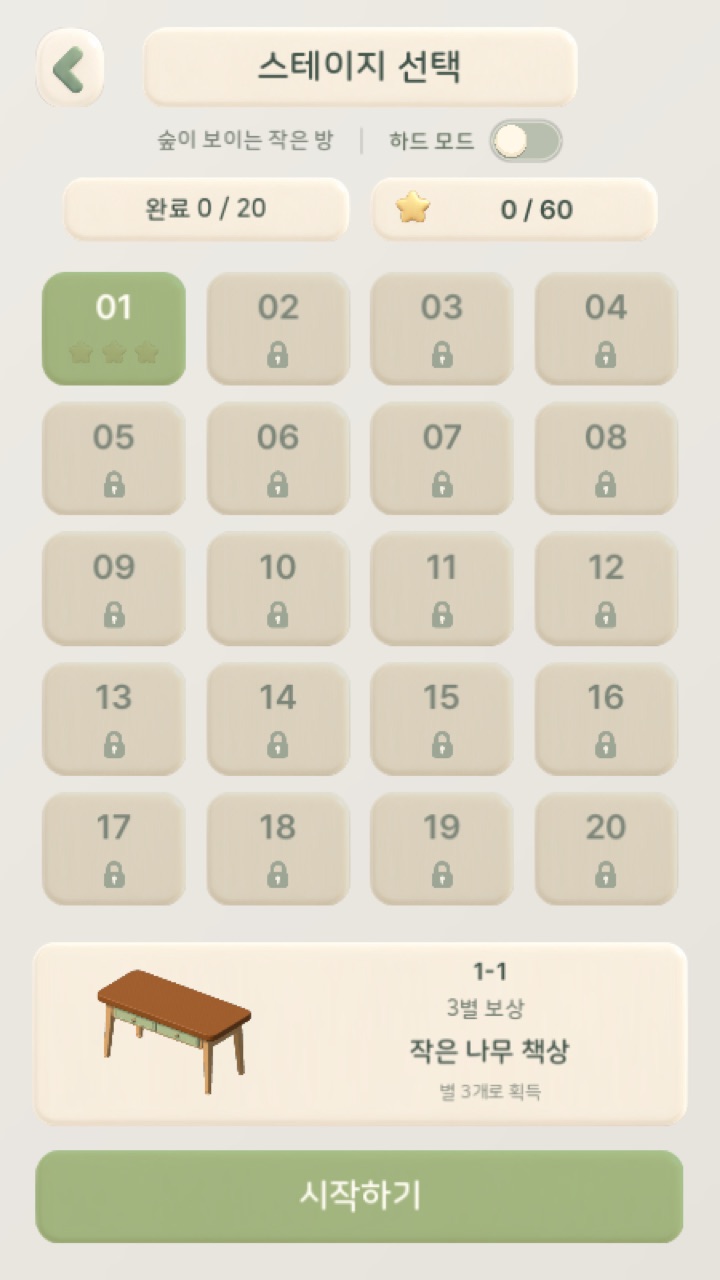 스테이지 선택
숲이 보이는 작은 방 | 하드 모드
완료 0 / 20
0 / 60
01 02 03 04
05 06 07 08
09 10 11 12
13 14 15 16
17 18 19 20
1-1
3별 보상
작은 나무 책상
별 3개로 획득
시작하기